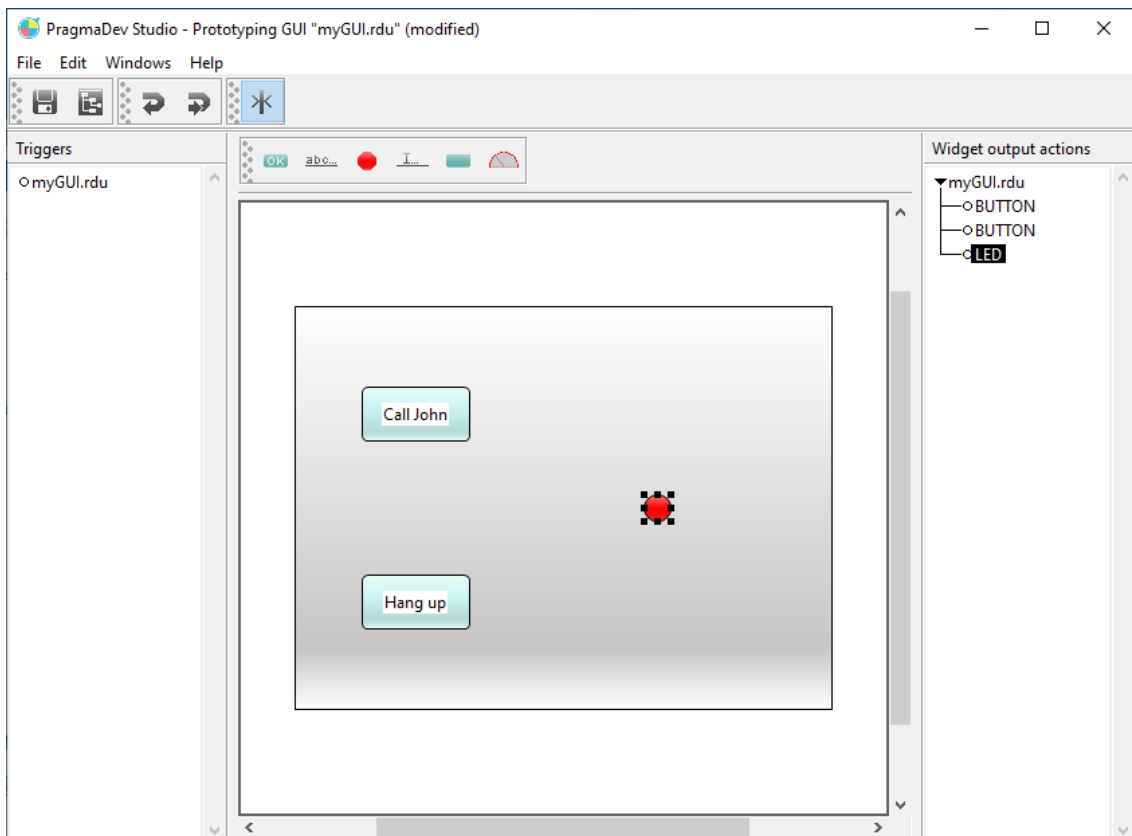 PragmaDev Studio - Prototyping GUI "myGUI.rdu" (modified)
File Edit Windows Help
Triggers
myGUI.rdu
OK abc... I...
Widget output actions
myGUI.rdu
BUTTON
BUTTON
LED
Call John
Hang up